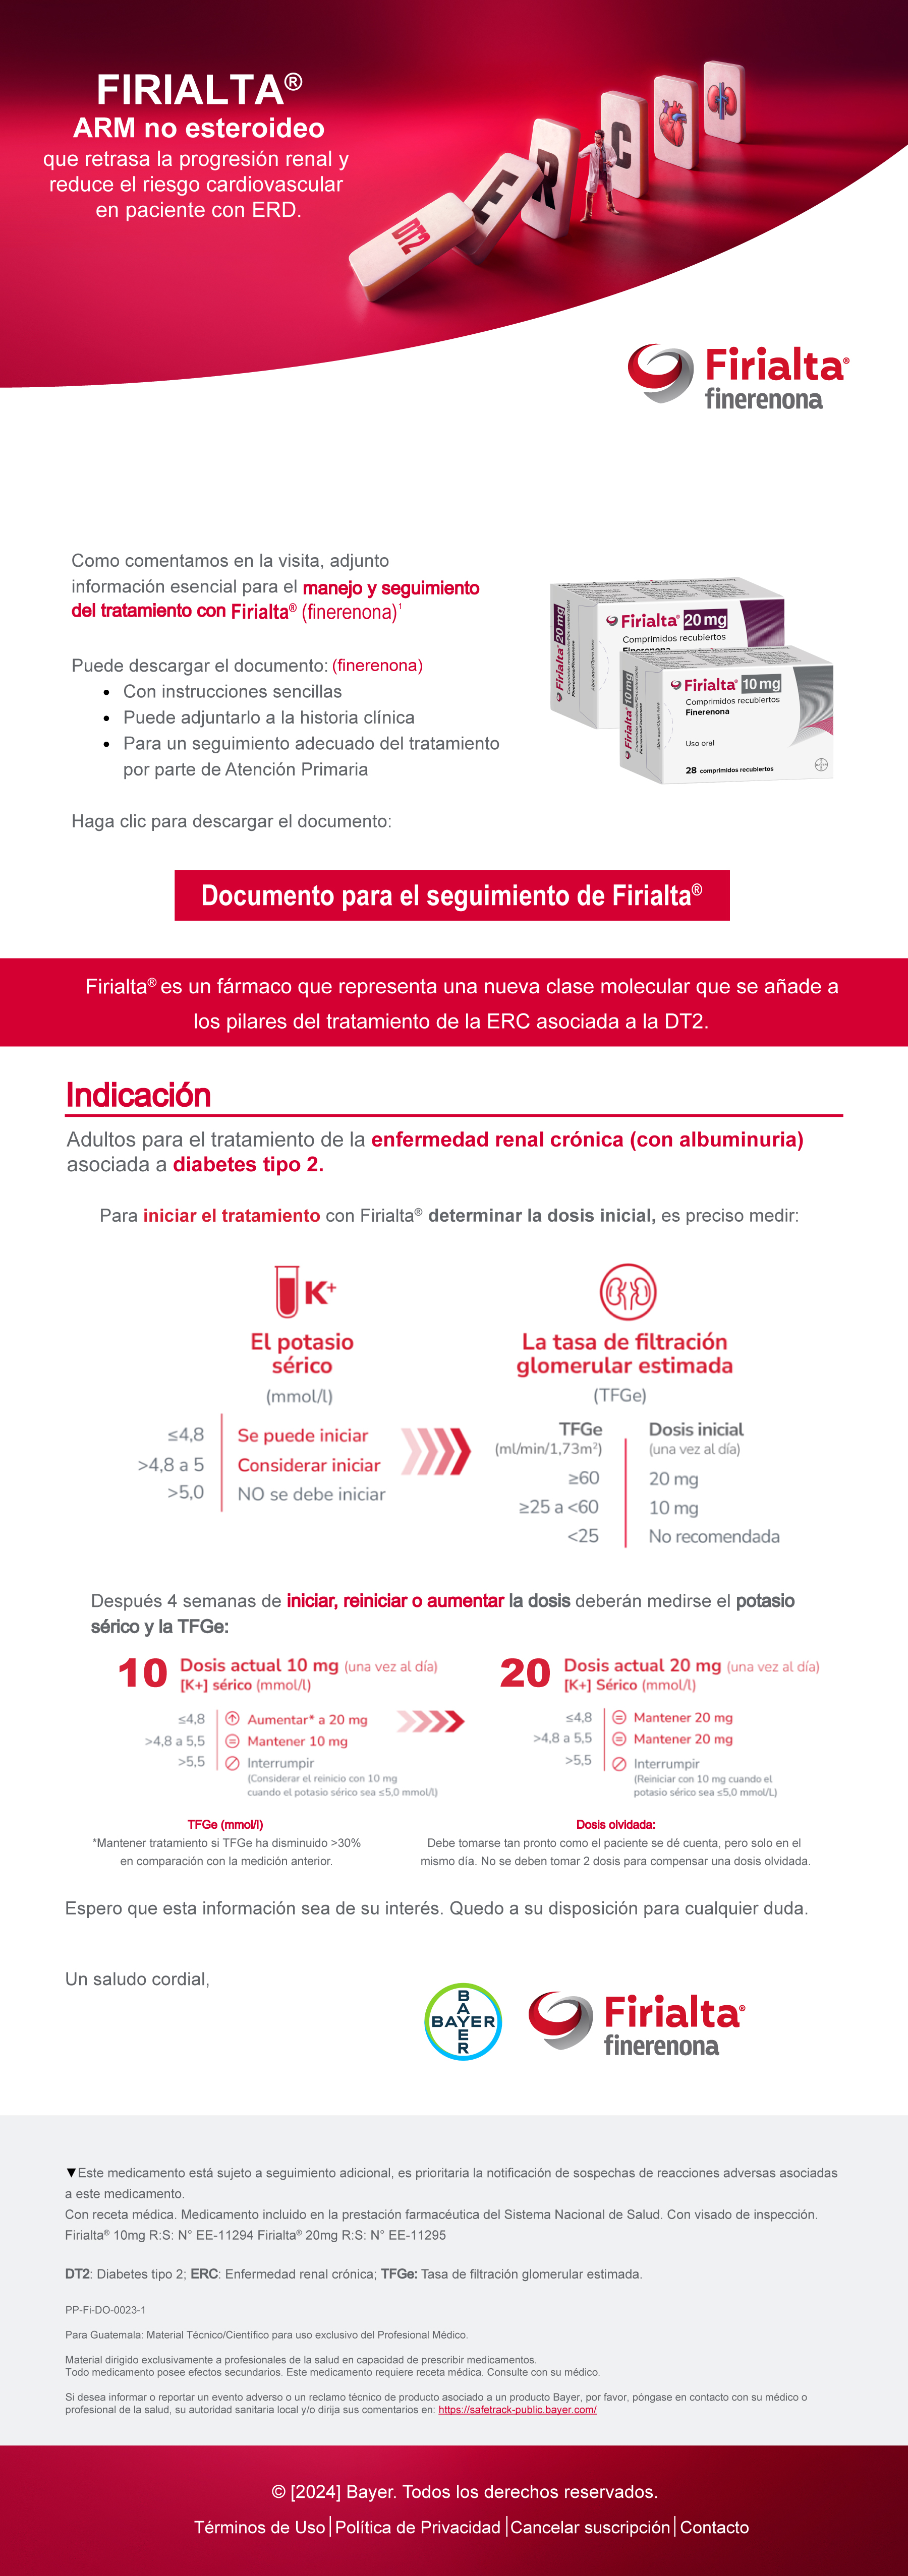 FIRIALTA®
ARM no esteroideo
que retrasa la progresión renal y
reduce el riesgo cardiovascular
en paciente con ERD.
DT2
E
R
C
Firialta®
finerenona
Como comentamos en la visita, adjunto
información esencial para el manejo y seguimiento
del tratamiento con Firialta® (finerenona)¹
Puede descargar el documento: (finerenona)
• Con instrucciones sencillas
• Puede adjuntarlo a la historia clínica
• Para un seguimiento adecuado del tratamiento
por parte de Atención Primaria
Haga clic para descargar el documento:
Firialta® 20 mg
Comprimidos recubiertos
Finerenona
Firialta® 20 mg
Firialta® 10 mg
Comprimidos recubiertos
Finerenona
Uso oral
28 comprimidos recubiertos
Firialta® 10 mg
Documento para el seguimiento de Firialta®
Firialta® es un fármaco que representa una nueva clase molecular que se añade a
los pilares del tratamiento de la ERC asociada a la DT2.
Indicación
Adultos para el tratamiento de la enfermedad renal crónica (con albuminuria)
asociada a diabetes tipo 2.
Para iniciar el tratamiento con Firialta® determinar la dosis inicial, es preciso medir:
K+
El potasio
sérico
(mmol/l)
≤4,8 Se puede iniciar
>4,8 a 5 Considerar iniciar
>5,0 NO se debe iniciar
La tasa de filtración
glomerular estimada
(TFGe)
TFGe Dosis inicial
(ml/min/1,73m²) (una vez al día)
≥60 20 mg
≥25 a <60 10 mg
<25 No recomendada
Después 4 semanas de iniciar, reiniciar o aumentar la dosis deberán medirse el potasio
sérico y la TFGe:
10 Dosis actual 10 mg (una vez al día)
[K+] sérico (mmol/l)
≤4,8 Aumentar* a 20 mg
>4,8 a 5,5 Mantener 10 mg
>5,5 Interrumpir
(Considerar el reinicio con 10 mg
cuando el potasio sérico sea ≤5,0 mmol/l)
20 Dosis actual 20 mg (una vez al día)
[K+] Sérico (mmol/l)
≤4,8 Mantener 20 mg
>4,8 a 5,5 Mantener 20 mg
>5,5 Interrumpir
(Reiniciar con 10 mg cuando el
potasio sérico sea ≤5,0 mmol/L)
TFGe (mmol/l)
*Mantener tratamiento si TFGe ha disminuido >30%
en comparación con la medición anterior.
Dosis olvidada:
Debe tomarse tan pronto como el paciente se dé cuenta, pero solo en el
mismo día. No se deben tomar 2 dosis para compensar una dosis olvidada.
Espero que esta información sea de su interés. Quedo a su disposición para cualquier duda.
Un saludo cordial,
BAYER
BAYER
Firialta®
finerenona
▼Este medicamento está sujeto a seguimiento adicional, es prioritaria la notificación de sospechas de reacciones adversas asociadas
a este medicamento.
Con receta médica. Medicamento incluido en la prestación farmacéutica del Sistema Nacional de Salud. Con visado de inspección.
Firialta® 10mg R:S: N° EE-11294 Firialta® 20mg R:S: N° EE-11295
DT2: Diabetes tipo 2; ERC: Enfermedad renal crónica; TFGe: Tasa de filtración glomerular estimada.
PP-Fi-DO-0023-1
Para Guatemala: Material Técnico/Científico para uso exclusivo del Profesional Médico.
Material dirigido exclusivamente a profesionales de la salud en capacidad de prescribir medicamentos.
Todo medicamento posee efectos secundarios. Este medicamento requiere receta médica. Consulte con su médico.
Si desea informar o reportar un evento adverso o un reclamo técnico de producto asociado a un producto Bayer, por favor, póngase en contacto con su médico o
profesional de la salud, su autoridad sanitaria local y/o dirija sus comentarios en: https://safetrack-public.bayer.com/
© [2024] Bayer. Todos los derechos reservados.
Términos de Uso | Política de Privacidad | Cancelar suscripción | Contacto